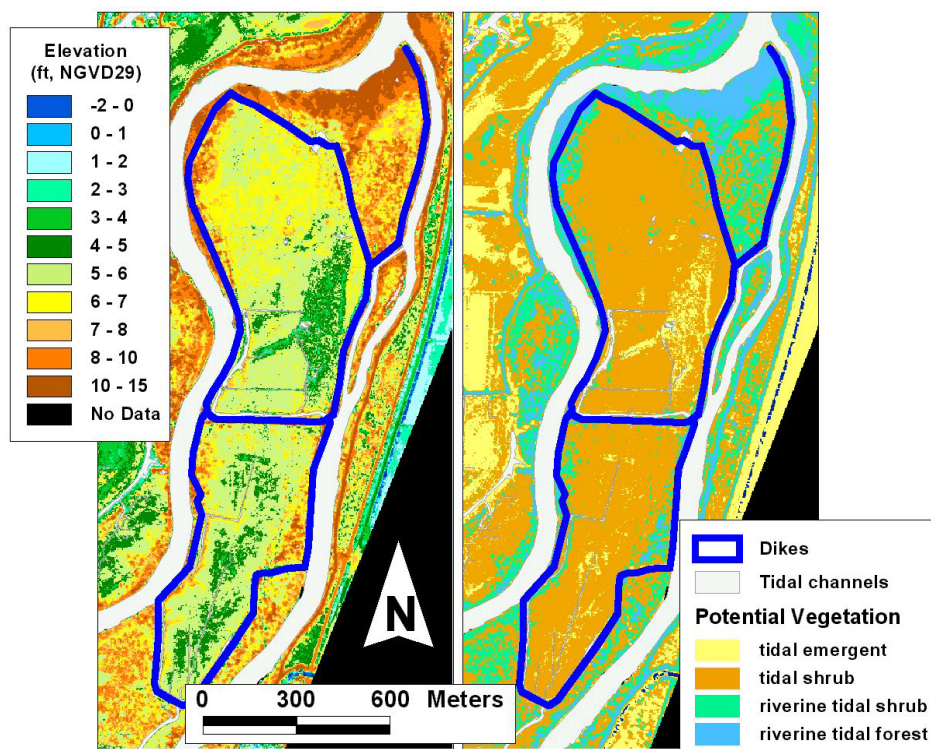 Elevation
(ft, NGVD29)
-2 - 0
0 - 1
1 - 2
2 - 3
3 - 4
4 - 5
5 - 6
6 - 7
7 - 8
8 - 10
10 - 15
No Data
N
0 300 600 Meters
Dikes
Tidal channels
Potential Vegetation
tidal emergent
tidal shrub
riverine tidal shrub
riverine tidal forest